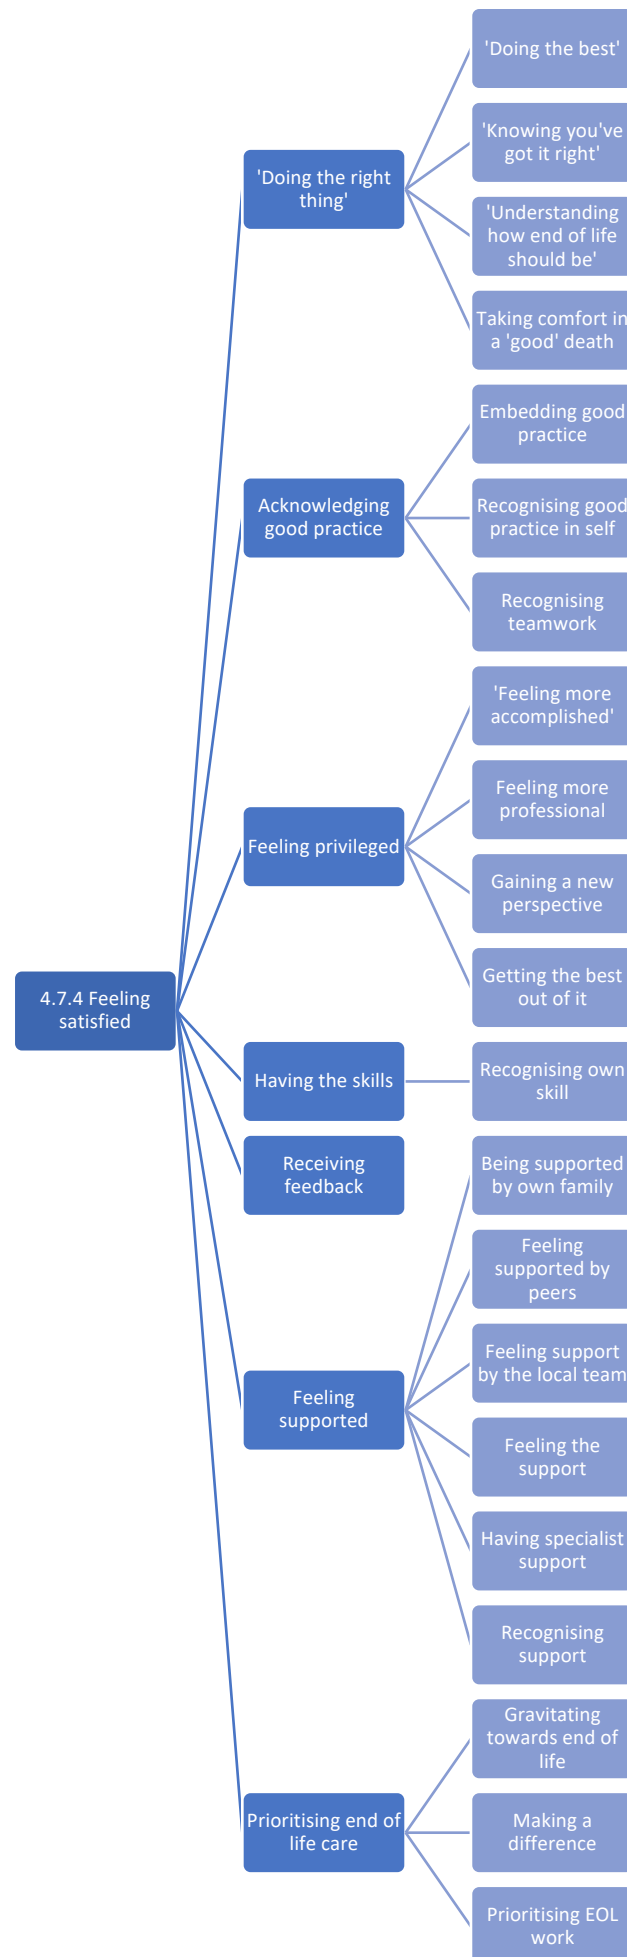 4.7.4 Feeling
satisfied
'Doing the right
thing'
'Doing the best'
'Knowing you've
got it right'
'Understanding
how end of life
should be'
Taking comfort in
a 'good' death
Acknowledging
good practice
Embedding good
practice
Recognising good
practice in self
Recognising
teamwork
Feeling privileged
'Feeling more
accomplished'
Feeling more
professional
Gaining a new
perspective
Getting the best
out of it
Having the skills
Recognising own
skill
Receiving
feedback
Feeling
supported
Being supported
by own family
Feeling
supported by
peers
Feeling support
by the local team
Feeling the
support
Having specialist
support
Recognising
support
Prioritising end of
life care
Gravitating
towards end of
life
Making a
difference
Prioritising EOL
work